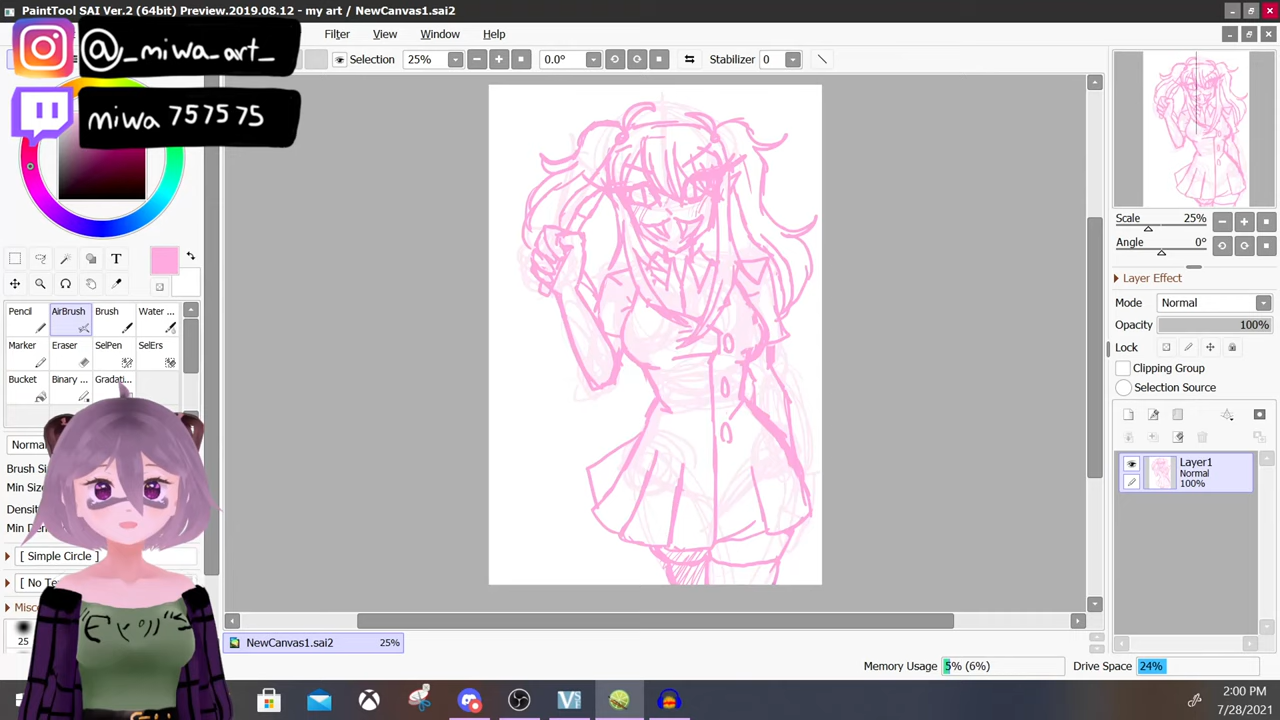 PaintTool SAI Ver.2 (64bit) Preview.2019.08.12 - my art / NewCanvas1.sai2
@_miwa_art_
miwa 757575
Filter View Window Help
Selection 25% 0.0° Stabilizer 0
T
Pencil AirBrush Brush Water ...
Marker Eraser SelPen SelErs
Bucket Binary ... Gradati...
Norma
Brush Si
Min Size
Densit
Min De
[ Simple Circle ]
[ No Te
Misc
25
Scale 25%
Angle 0°
Layer Effect
Mode Normal
Opacity 100%
Lock
Clipping Group
Selection Source
Layer1
Normal
100%
NewCanvas1.sai2 25%
Memory Usage 5% (6%) Drive Space 24%
2:00 PM
7/28/2021